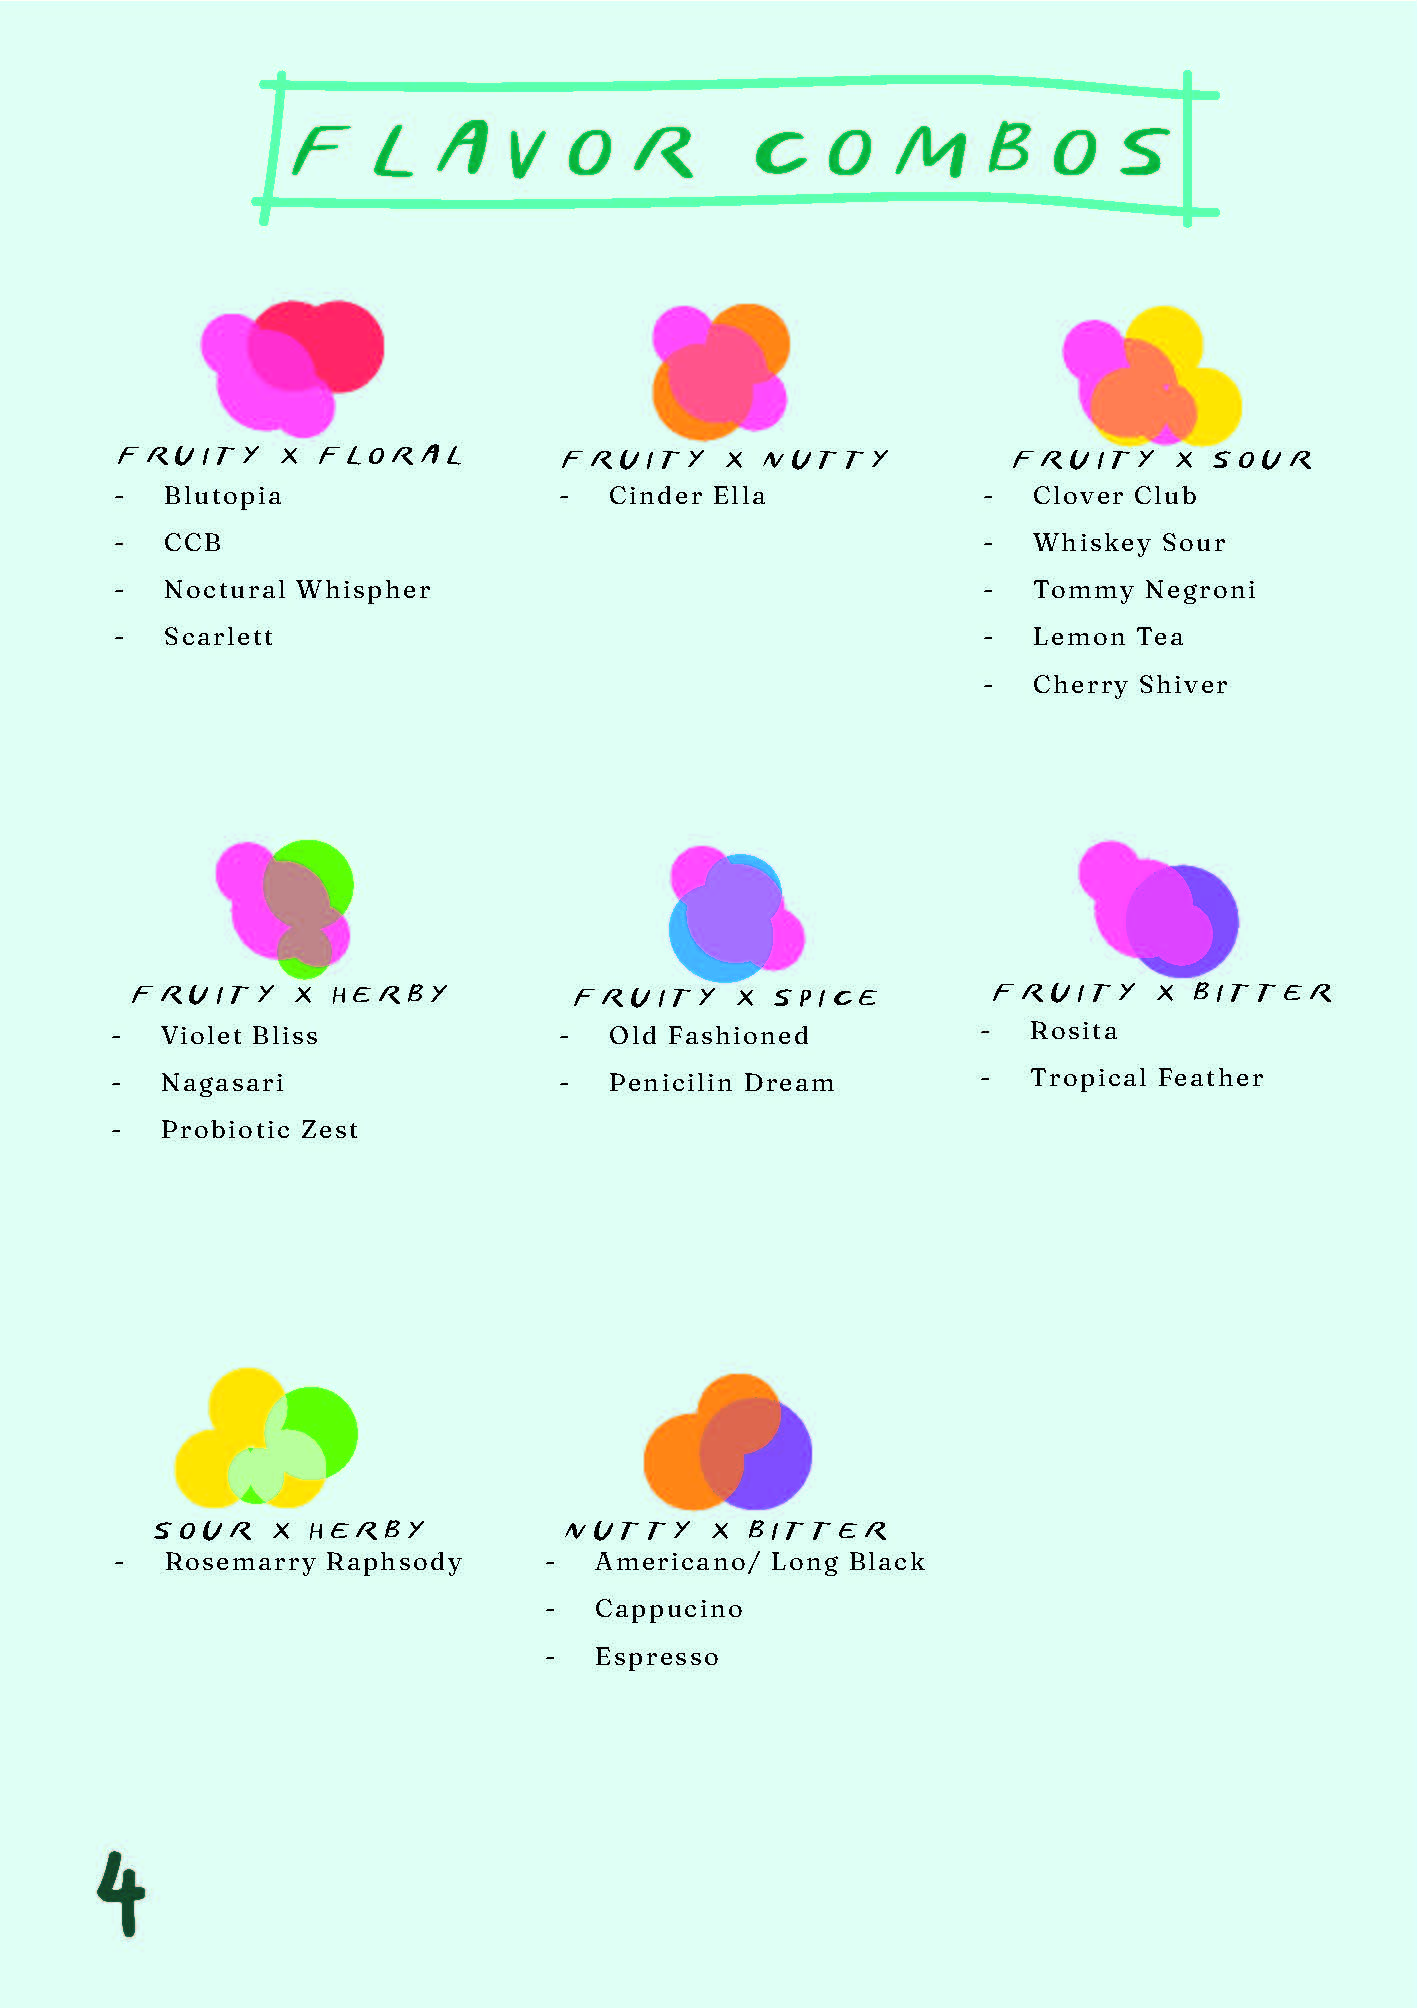 FLAVOR COMBOS
FRUITY X FLORAL
- Blutopia
- CCB
- Noctural Whispher
- Scarlett
FRUITY X NUTTY
- Cinder Ella
FRUITY X SOUR
- Clover Club
- Whiskey Sour
- Tommy Negroni
- Lemon Tea
- Cherry Shiver
FRUITY X HERBY
- Violet Bliss
- Nagasari
- Probiotic Zest
FRUITY X SPICE
- Old Fashioned
- Penicilin Dream
FRUITY X BITTER
- Rosita
- Tropical Feather
SOUR X HERBY
- Rosemarry Raphsody
NUTTY X BITTER
- Americano/ Long Black
- Cappucino
- Espresso
4